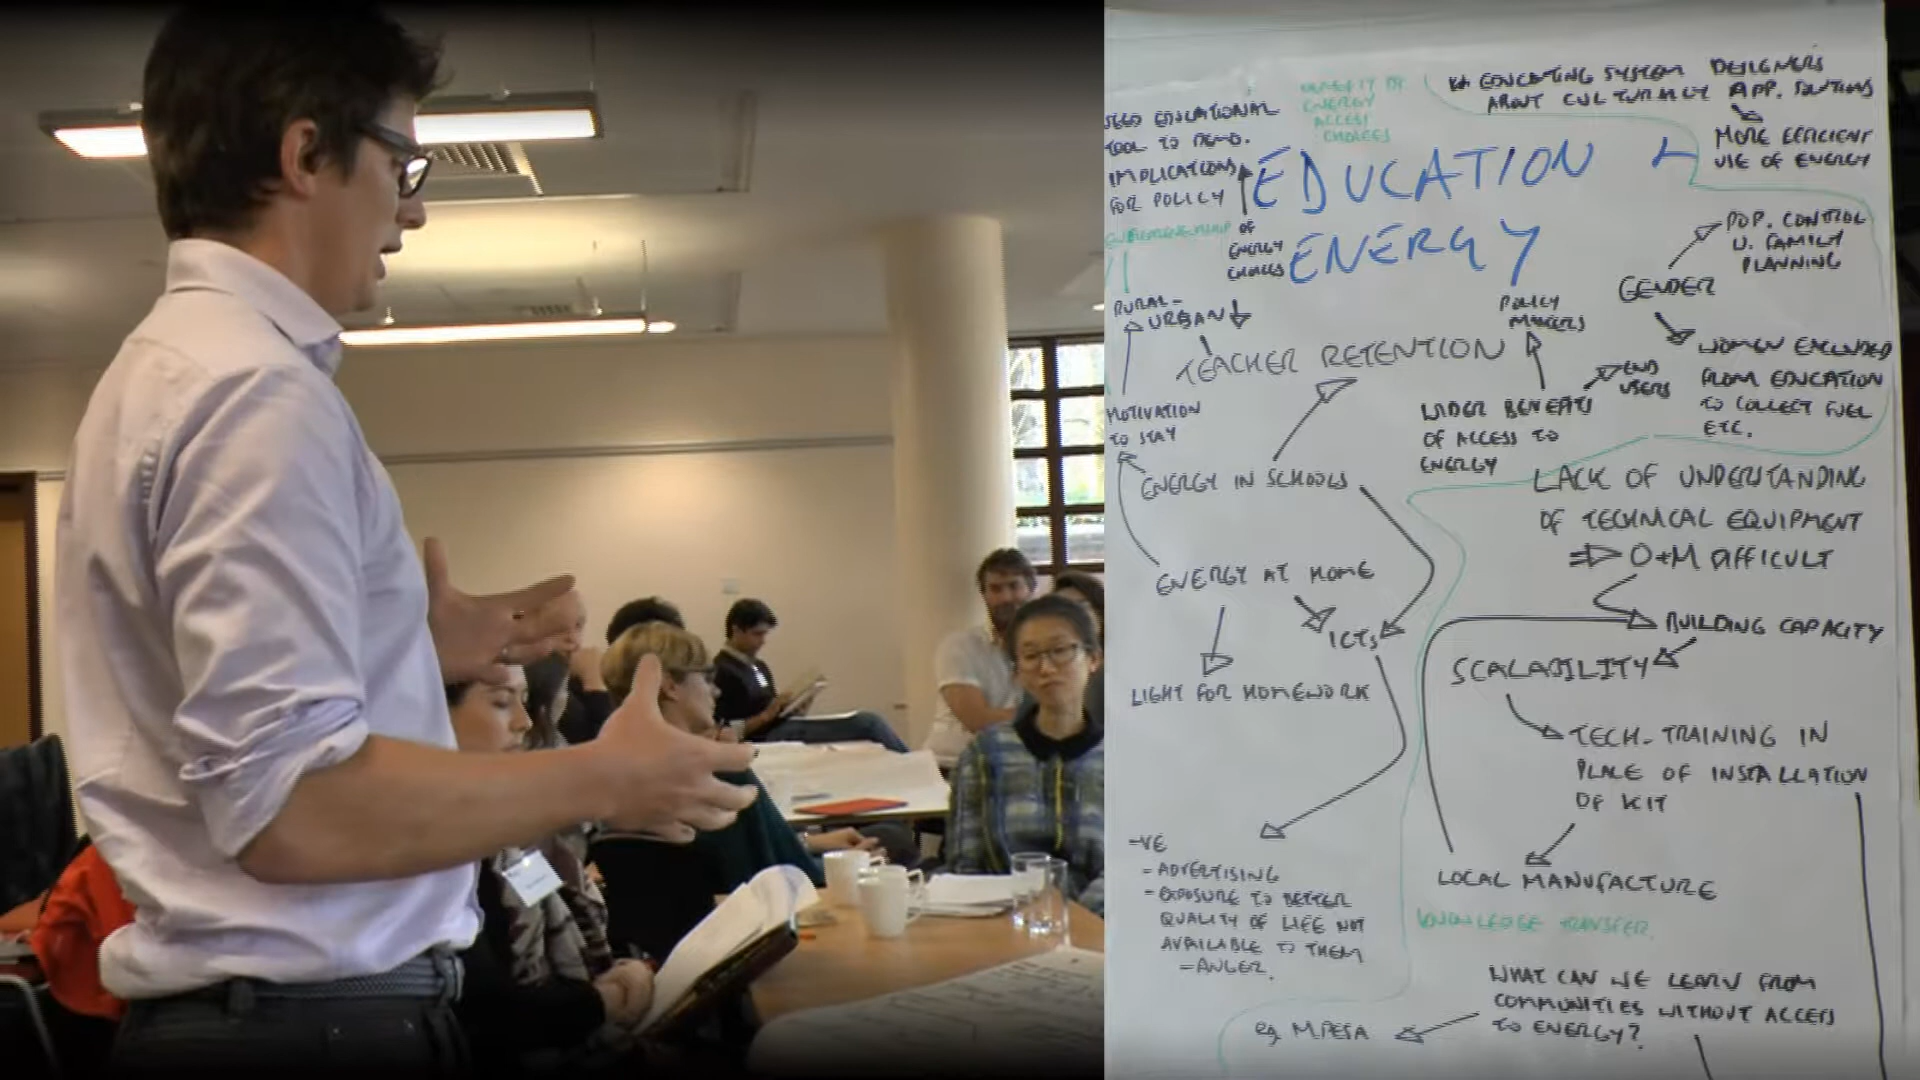 EDUCATING SYSTEM DESIGNERS
ABOUT CULTURALLY APP. SOLUTIONS
MORE EFFICIENT
USE OF ENERGY
ENERGY
ACCESS
CHOICES
NEED EDUCATIONAL
TOOL TO DEMO.
IMPLICATIONS
FOR POLICY
OF
ENERGY
CHOICES
EDUCATION
ENERGY
POP. CONTROL
FAMILY
PLANNING
GENDER
WOMEN EXCLUDED
FROM EDUCATION
TO COLLECT FUEL
ETC.
RURAL-
URBAN
TEACHER RETENTION
POLICY
MAKERS
END
USERS
WIDER BENEFITS
OF ACCESS TO
ENERGY
MOTIVATION
TO STAY
ENERGY IN SCHOOLS
ENERGY AT HOME
ICTs
LIGHT FOR HOMEWORK
-VE
- ADVERTISING
- EXPOSURE TO BETTER
QUALITY OF LIFE NOT
AVAILABLE TO THEM
= ANGER.
LACK OF UNDERSTANDING
OF TECHNICAL EQUIPMENT
⇒ O+M DIFFICULT
BUILDING CAPACITY
SCALABILITY
TECH-TRAINING IN
PLACE OF INSTALLATION
OF KIT
LOCAL MANUFACTURE
KNOWLEDGE TRANSFER.
WHAT CAN WE LEARN FROM
COMMUNITIES WITHOUT ACCESS
TO ENERGY?
eg MPESA